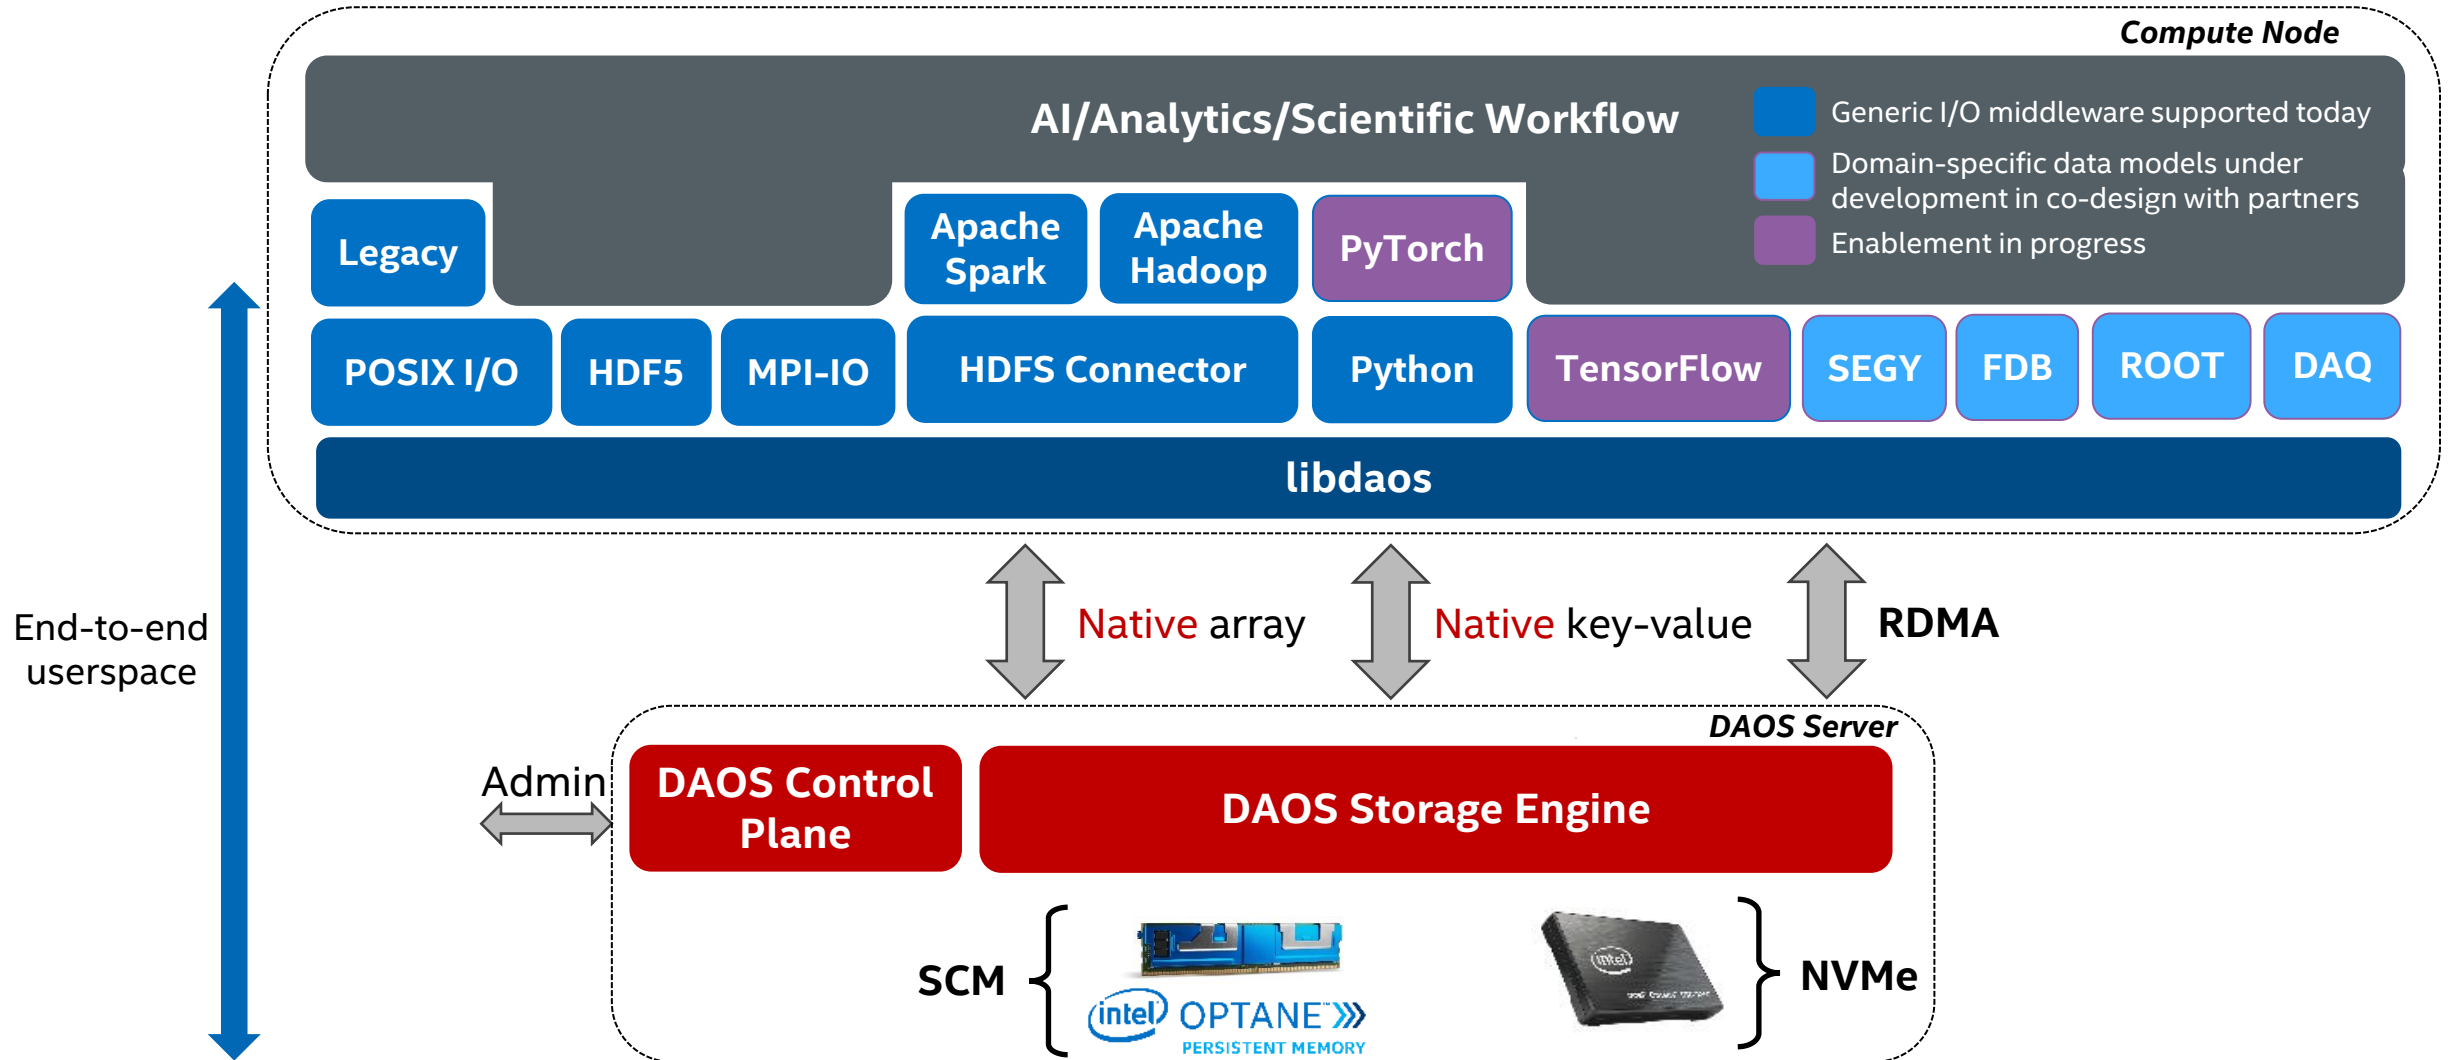 Compute Node
AI/Analytics/Scientific Workflow
Generic I/O middleware supported today
Domain-specific data models under
development in co-design with partners
Enablement in progress
Legacy
Apache
Spark
Apache
Hadoop
PyTorch
POSIX I/O
HDF5
MPI-IO
HDFS Connector
Python
TensorFlow
SEGY
FDB
ROOT
DAQ
libdaos
End-to-end
userspace
Native array
Native key-value
RDMA
DAOS Server
Admin
DAOS Control
Plane
DAOS Storage Engine
SCM
intel OPTANE
PERSISTENT MEMORY
intel
NVMe